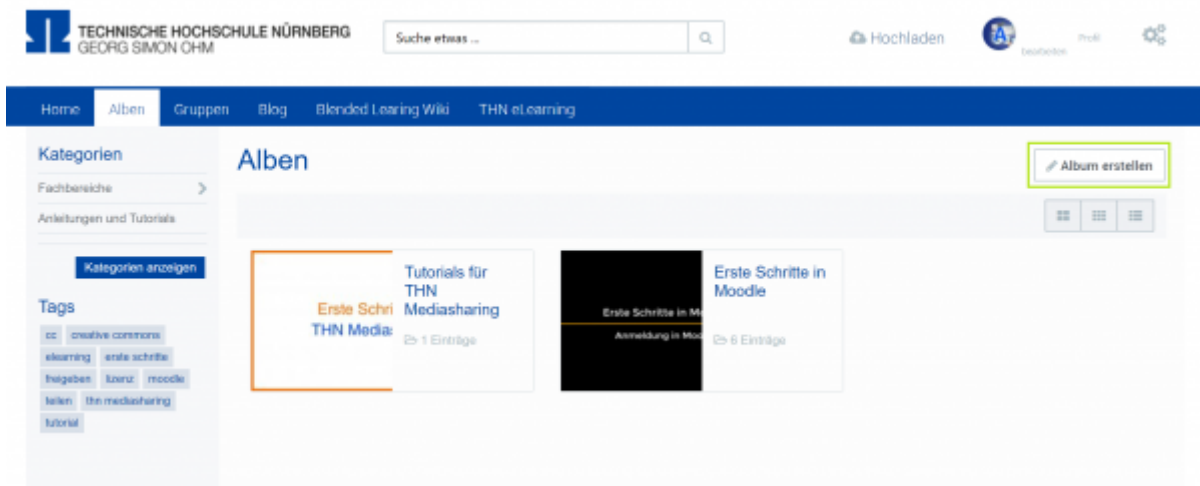 TECHNISCHE HOCHSCHULE NÜRNBERG
GEORG SIMON OHM
Suche etwas ...
Hochladen
Profil
bearbeiten
Home Alben Gruppen Blog Blended Learing Wiki THN eLearning
Kategorien
Fachbereiche
Anleitungen und Tutorials
Kategorien anzeigen
Tags
cc creative commons
elearning erste schritte
freigeben lizenz moodle
teilen thn mediasharing
tutorial
Alben
Album erstellen
Erste Schri
THN Media
Tutorials für
THN
Mediasharing
1 Einträge
Erste Schritte in M
Anmeldung in Moo
Erste Schritte in
Moodle
6 Einträge